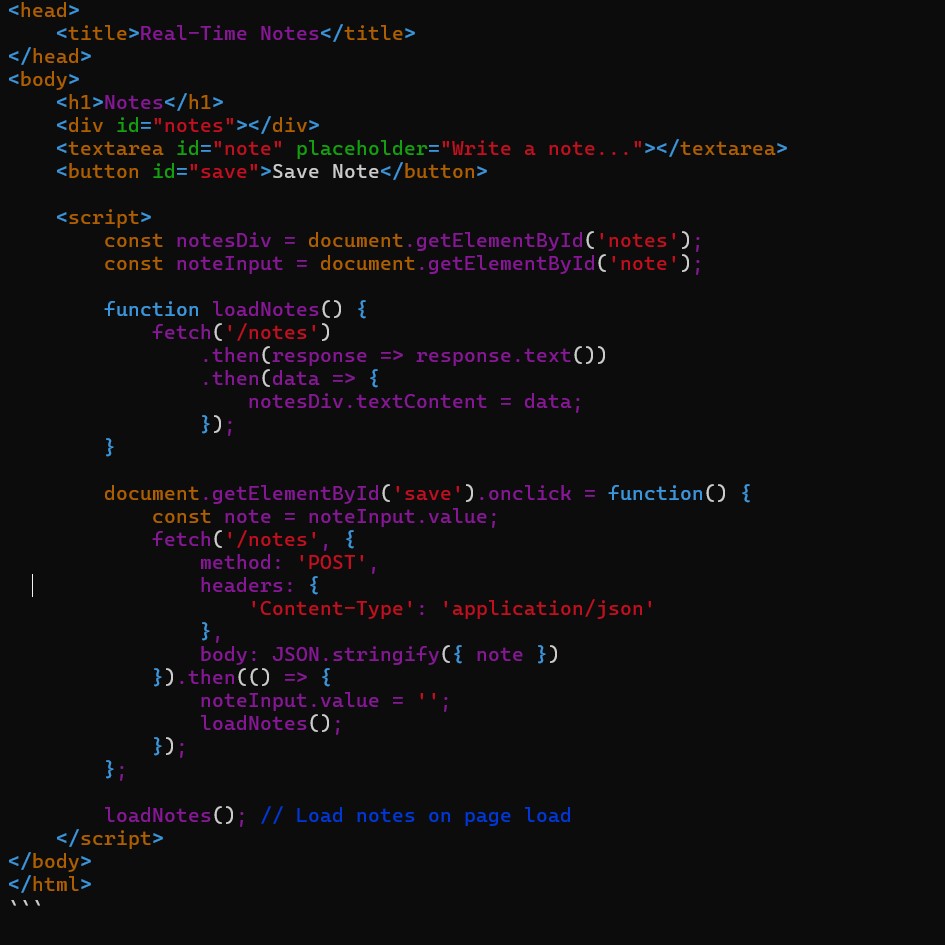 <head>
    <title>Real-Time Notes</title>
</head>
<body>
    <h1>Notes</h1>
    <div id="notes"></div>
    <textarea id="note" placeholder="Write a note..."></textarea>
    <button id="save">Save Note</button>

    <script>
        const notesDiv = document.getElementById('notes');
        const noteInput = document.getElementById('note');

        function loadNotes() {
            fetch('/notes')
                .then(response => response.text())
                .then(data => {
                    notesDiv.textContent = data;
                });
        }

        document.getElementById('save').onclick = function() {
            const note = noteInput.value;
            fetch('/notes', {
                method: 'POST',
                headers: {
                    'Content-Type': 'application/json'
                },
                body: JSON.stringify({ note })
            }).then(() => {
                noteInput.value = '';
                loadNotes();
            });
        };

        loadNotes(); // Load notes on page load
    </script>
</body>
</html>
```